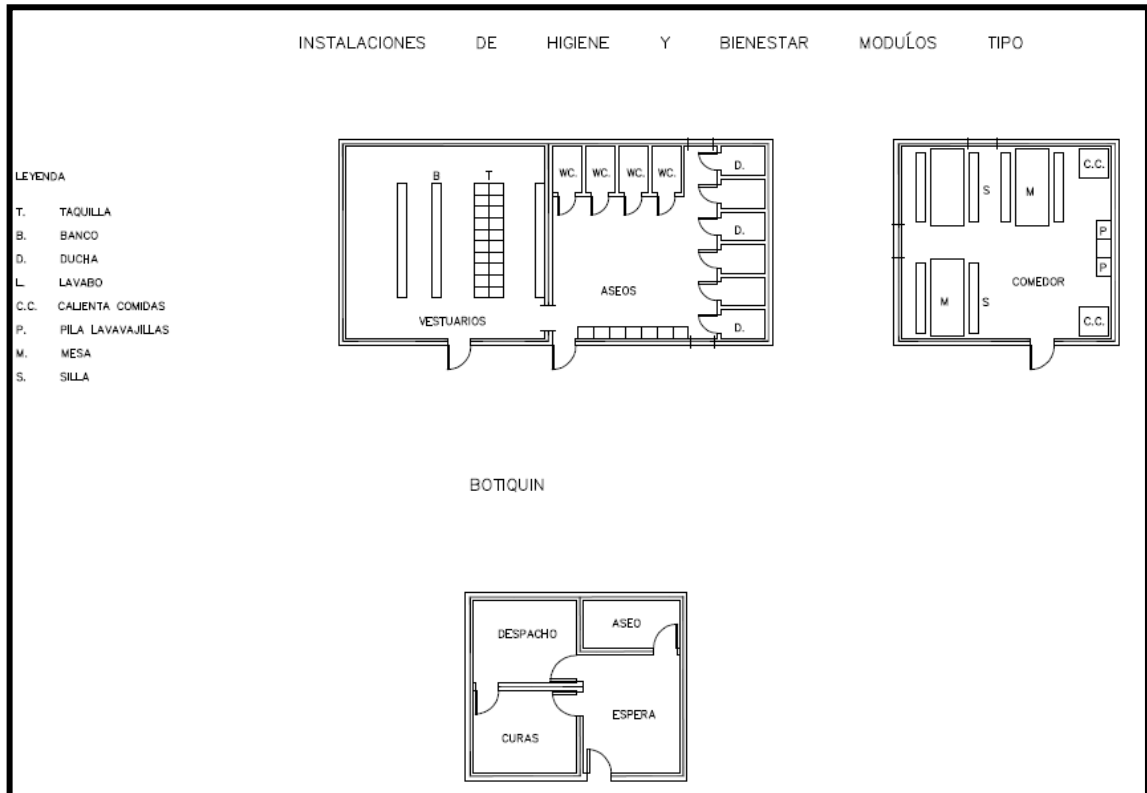 INSTALACIONES DE HIGIENE Y BIENESTAR MODUĹOS TIPO
LEYENDA
T. TAQUILLA
B. BANCO
D. DUCHA
L. LAVABO
C.C. CALIENTA COMIDAS
P. PILA LAVAVAJILLAS
M. MESA
S. SILLA
B T
WC. WC. WC. WC.
D.
D.
D.
VESTUARIOS
ASEOS
C.C.
S M
P
P
COMEDOR
M S
C.C.
BOTIQUIN
DESPACHO
ASEO
CURAS
ESPERA